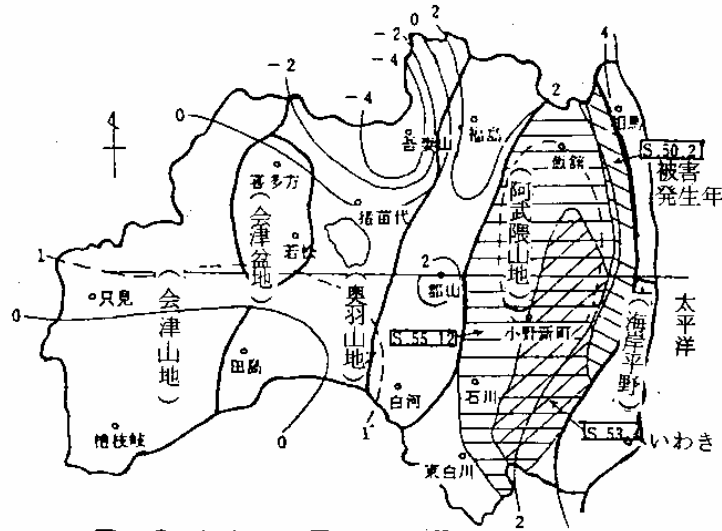 -2
0
2
-4
-2
-4
0
4
2
吾妻山
福島
相馬
飯舘
S.50.2
被害
発生年
喜多方
(会津盆地)
猪苗代
若松
(阿武隈山地)
1
只見
0
(会津山地)
(奥羽山地)
2
郡山
S.55.12
小野新町
太平洋
(海岸平野)
田島
白河
石川
S.53.
いわき
檜枝岐
0
1
東白川
2